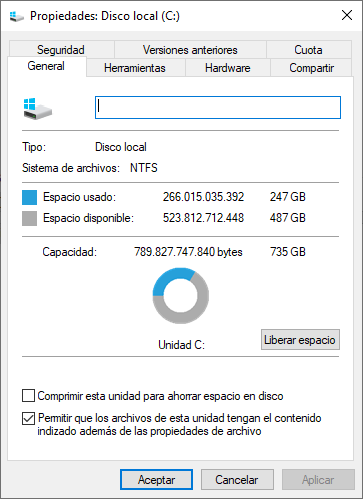 Propiedades: Disco local (C:)
Seguridad Versiones anteriores Cuota
General Herramientas Hardware Compartir
Tipo: Disco local
Sistema de archivos: NTFS
Espacio usado: 266.015.035.392 247 GB
Espacio disponible: 523.812.712.448 487 GB
Capacidad: 789.827.747.840 bytes 735 GB
Unidad C:
Liberar espacio
Comprimir esta unidad para ahorrar espacio en disco
Permitir que los archivos de esta unidad tengan el contenido
indizado además de las propiedades de archivo
Aceptar Cancelar Aplicar